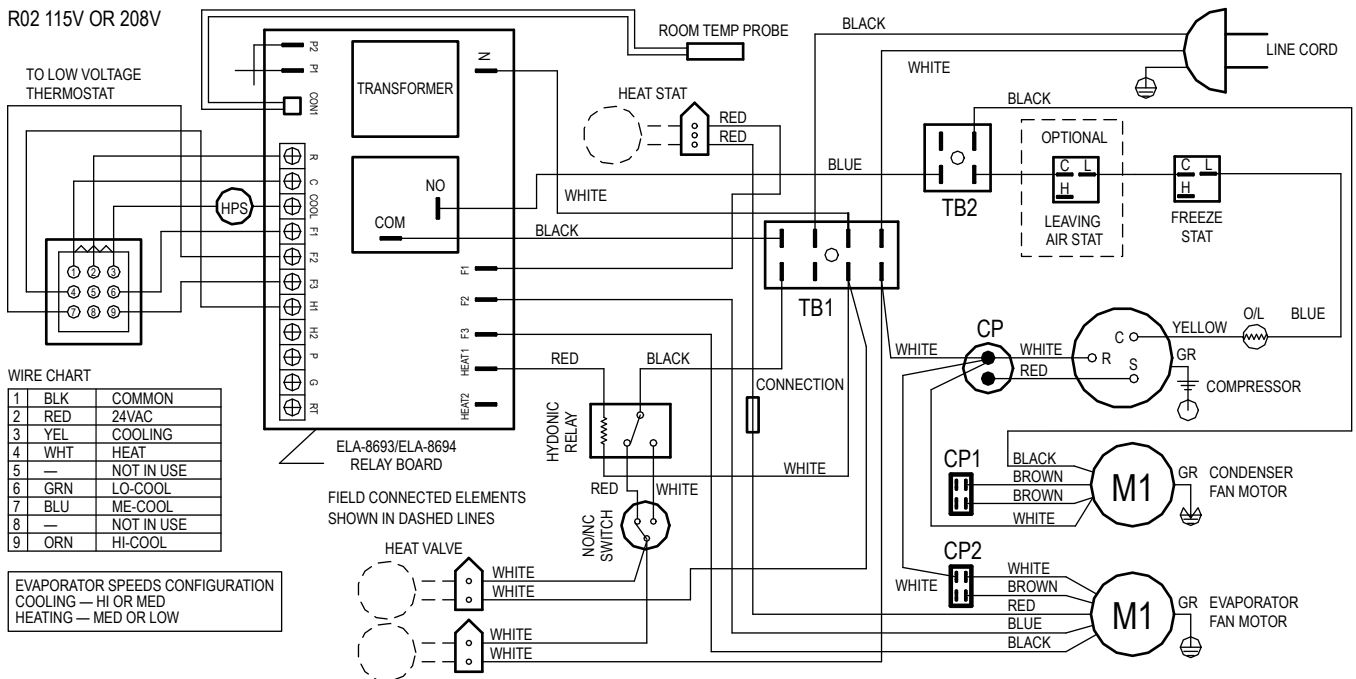 R02 115V OR 208V
TO LOW VOLTAGE
THERMOSTAT
P2
P1
CON1
TRANSFORMER
N
ROOM TEMP PROBE
BLACK
WHITE
LINE CORD
HEAT STAT
RED
RED
BLACK
OPTIONAL
C L
H
LEAVING
AIR STAT
C L
H
FREEZE
STAT
TB2
BLUE
WHITE
BLACK
NO
COM
R
C
COOL
F1
F2
F3
H1
H2
P
G
RT
HPS
1 2 3
4 5 6
7 8 9
F1
F2
F3
HEAT1
HEAT2
TB1
CP
WHITE
WHITE
RED
C
R
S
YELLOW
O/L
BLUE
GR
COMPRESSOR
RED
BLACK
CONNECTION
HYDONIC
RELAY
WHITE
RED
WHITE
NO/NC
SWITCH
WIRE CHART
1 BLK COMMON
2 RED 24VAC
3 YEL COOLING
4 WHT HEAT
5 — NOT IN USE
6 GRN LO-COOL
7 BLU ME-COOL
8 — NOT IN USE
9 ORN HI-COOL
ELA-8693/ELA-8694
RELAY BOARD
FIELD CONNECTED ELEMENTS
SHOWN IN DASHED LINES
HEAT VALVE
WHITE
WHITE
WHITE
WHITE
EVAPORATOR SPEEDS CONFIGURATION
COOLING — HI OR MED
HEATING — MED OR LOW
CP1
BLACK
BROWN
BROWN
WHITE
M1
GR
CONDENSER
FAN MOTOR
CP2
WHITE
WHITE
BROWN
RED
BLUE
BLACK
M1
GR
EVAPORATOR
FAN MOTOR